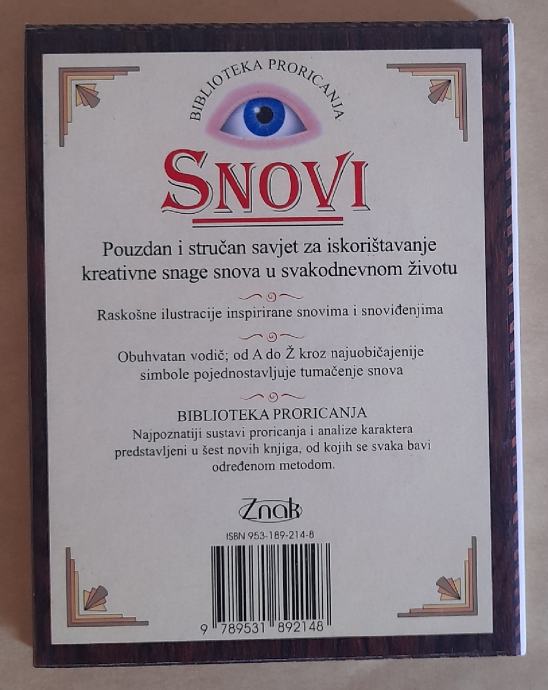 BIBLIOTEKA PRORICANJA
SNOVI
Pouzdan i stručan savjet za iskorištavanje
kreativne snage snova u svakodnevnom životu
Raskošne ilustracije inspirirane snovima i snoviđenjima
Obuhvatan vodič; od A do Ž kroz najuobičajenije
simbole pojednostavljuje tumačenje snova
BIBLIOTEKA PRORICANJA
Najpoznatiji sustavi proricanja i analize karaktera
predstavljeni u šest novih knjiga, od kojih se svaka bavi
određenom metodom.
Znak
ISBN 953-189-214-8
9 789531 892148